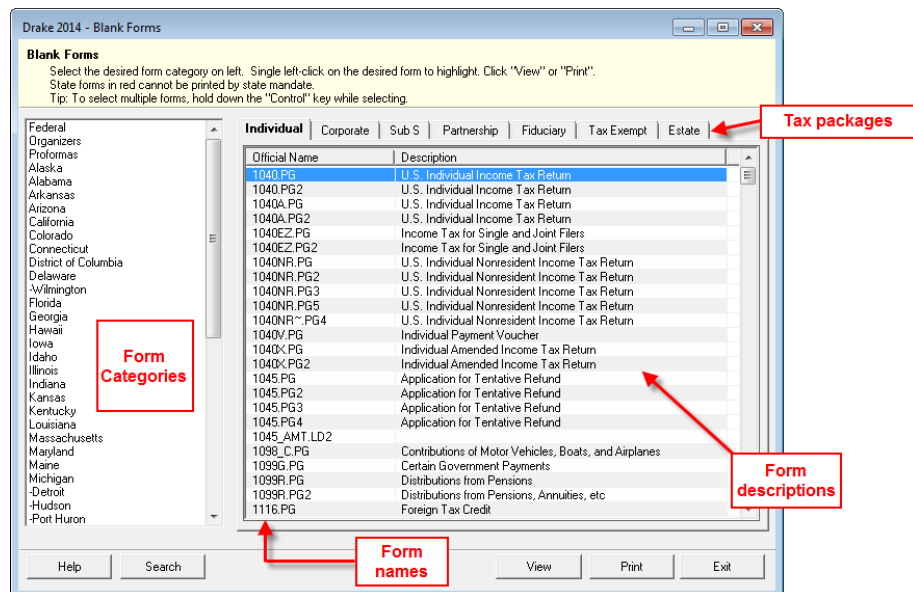 Drake 2014 - Blank Forms
Blank Forms
Select the desired form category on left. Single left-click on the desired form to highlight. Click "View" or "Print".
State forms in red cannot be printed by state mandate.
Tip: To select multiple forms, hold down the "Control" key while selecting.
Federal
Organizers
Proformas
Alaska
Alabama
Arkansas
Arizona
California
Colorado
Connecticut
District of Columbia
Delaware
-Wilmington
Florida
Georgia
Hawaii
Iowa
Idaho
Illinois
Indiana
Kansas
Kentucky
Louisiana
Massachusetts
Maryland
Maine
Michigan
-Detroit
-Hudson
-Port Huron
Form
Categories
Individual Corporate Sub S Partnership Fiduciary Tax Exempt Estate
Tax packages
Official Name Description
1040.PG U.S. Individual Income Tax Return
1040.PG2 U.S. Individual Income Tax Return
1040A.PG U.S. Individual Income Tax Return
1040A.PG2 U.S. Individual Income Tax Return
1040EZ.PG Income Tax for Single and Joint Filers
1040EZ.PG2 Income Tax for Single and Joint Filers
1040NR.PG U.S. Individual Nonresident Income Tax Return
1040NR.PG2 U.S. Individual Nonresident Income Tax Return
1040NR.PG3 U.S. Individual Nonresident Income Tax Return
1040NR.PG5 U.S. Individual Nonresident Income Tax Return
1040NR~.PG4 U.S. Individual Nonresident Income Tax Return
1040V.PG Individual Payment Voucher
1040X.PG Individual Amended Income Tax Return
1040X.PG2 Individual Amended Income Tax Return
1045.PG Application for Tentative Refund
1045.PG2 Application for Tentative Refund
1045.PG3 Application for Tentative Refund
1045.PG4 Application for Tentative Refund
1045_AMT.LD2
1098_C.PG Contributions of Motor Vehicles, Boats, and Airplanes
1099G.PG Certain Government Payments
1099R.PG Distributions from Pensions
1099R.PG2 Distributions from Pensions, Annuities, etc
1116.PG Foreign Tax Credit
Form
descriptions
Form
names
Help Search View Print Exit